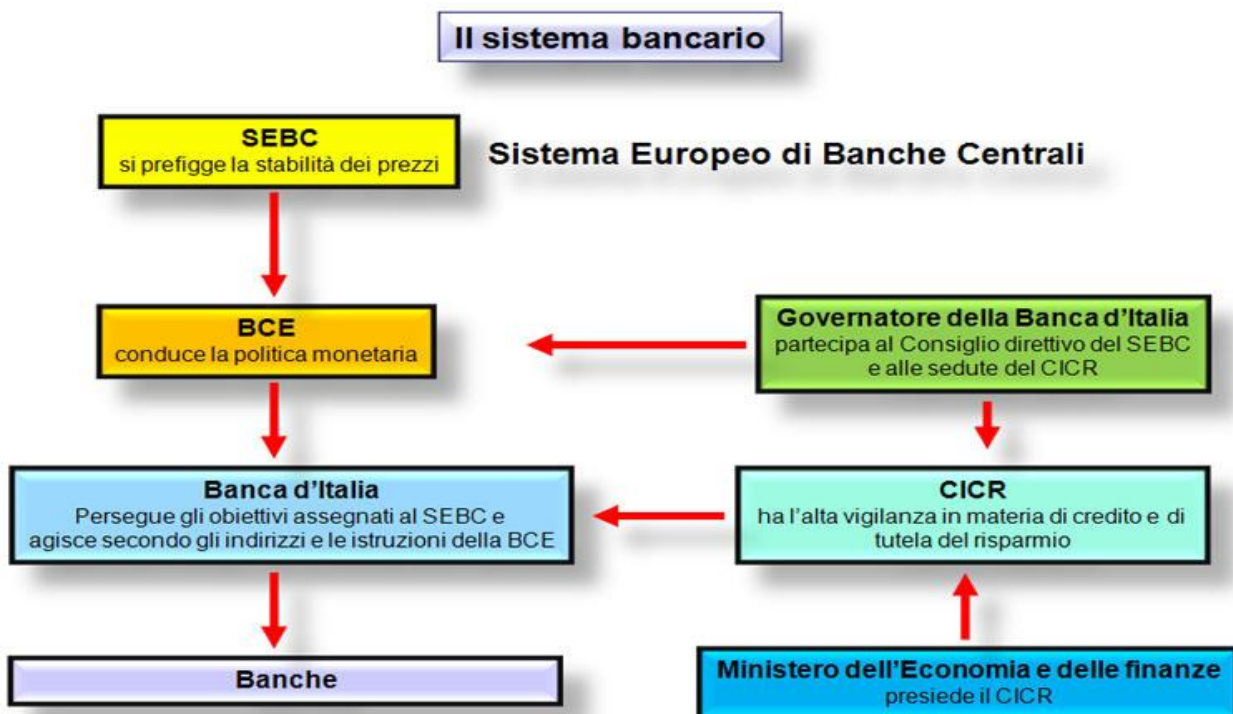 Il sistema bancario
SEBC
si prefigge la stabilità dei prezzi
Sistema Europeo di Banche Centrali
BCE
conduce la politica monetaria
Governatore della Banca d'Italia
partecipa al Consiglio direttivo del SEBC
e alle sedute del CICR
Banca d'Italia
Persegue gli obiettivi assegnati al SEBC e
agisce secondo gli indirizzi e le istruzioni della BCE
CICR
ha l'alta vigilanza in materia di credito e di
tutela del risparmio
Banche
Ministero dell'Economia e delle finanze
presiede il CICR